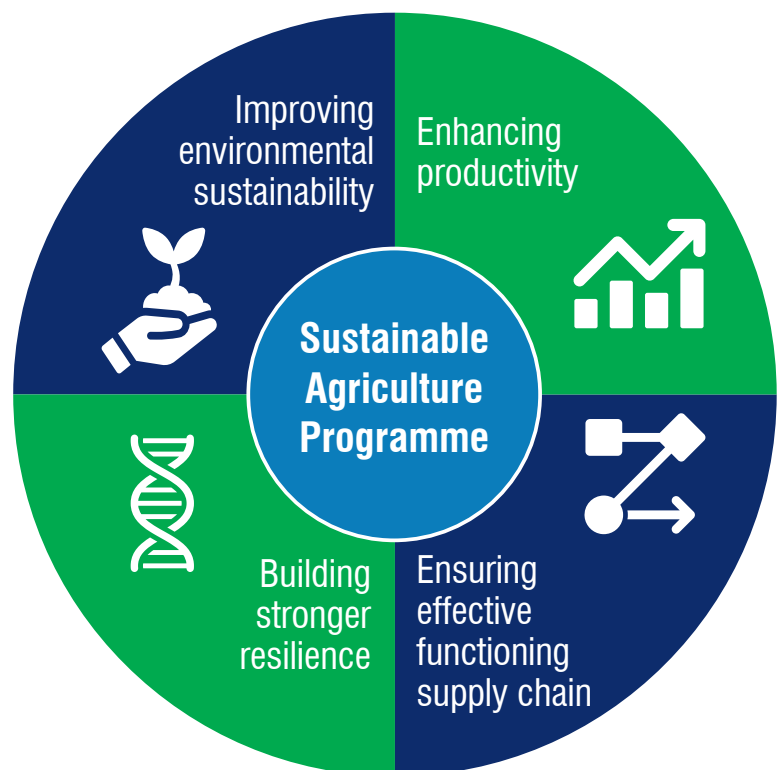 Improving
environmental
sustainability
Enhancing
productivity
Sustainable
Agriculture
Programme
Building
stronger
resilience
Ensuring
effective
functioning
supply chain